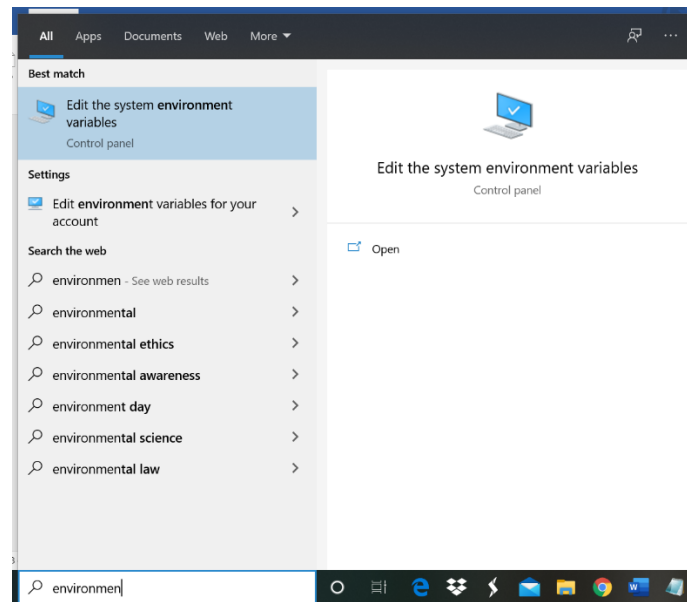 All Apps Documents Web More
Best match
Edit the system environment
variables
Control panel
Settings
Edit environment variables for your
account
Search the web
environmen - See web results
environmental
environmental ethics
environmental awareness
environment day
environmental science
environmental law
Edit the system environment variables
Control panel
Open
environmen